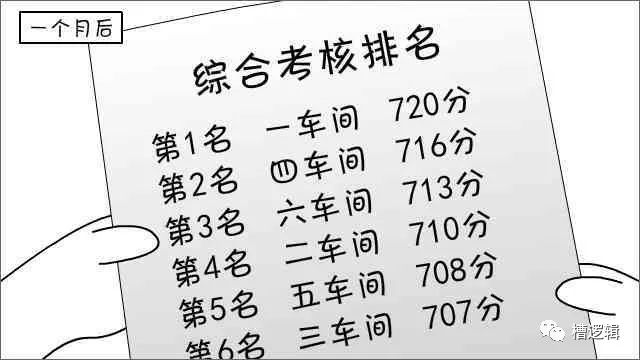 一个月后
综合考核排名
第1名 一车间 720分
第2名 四车间 716分
第3名 六车间 713分
第4名 二车间 710分
第5名 五车间 708分
第6名 三车间 707分
槽逻辑